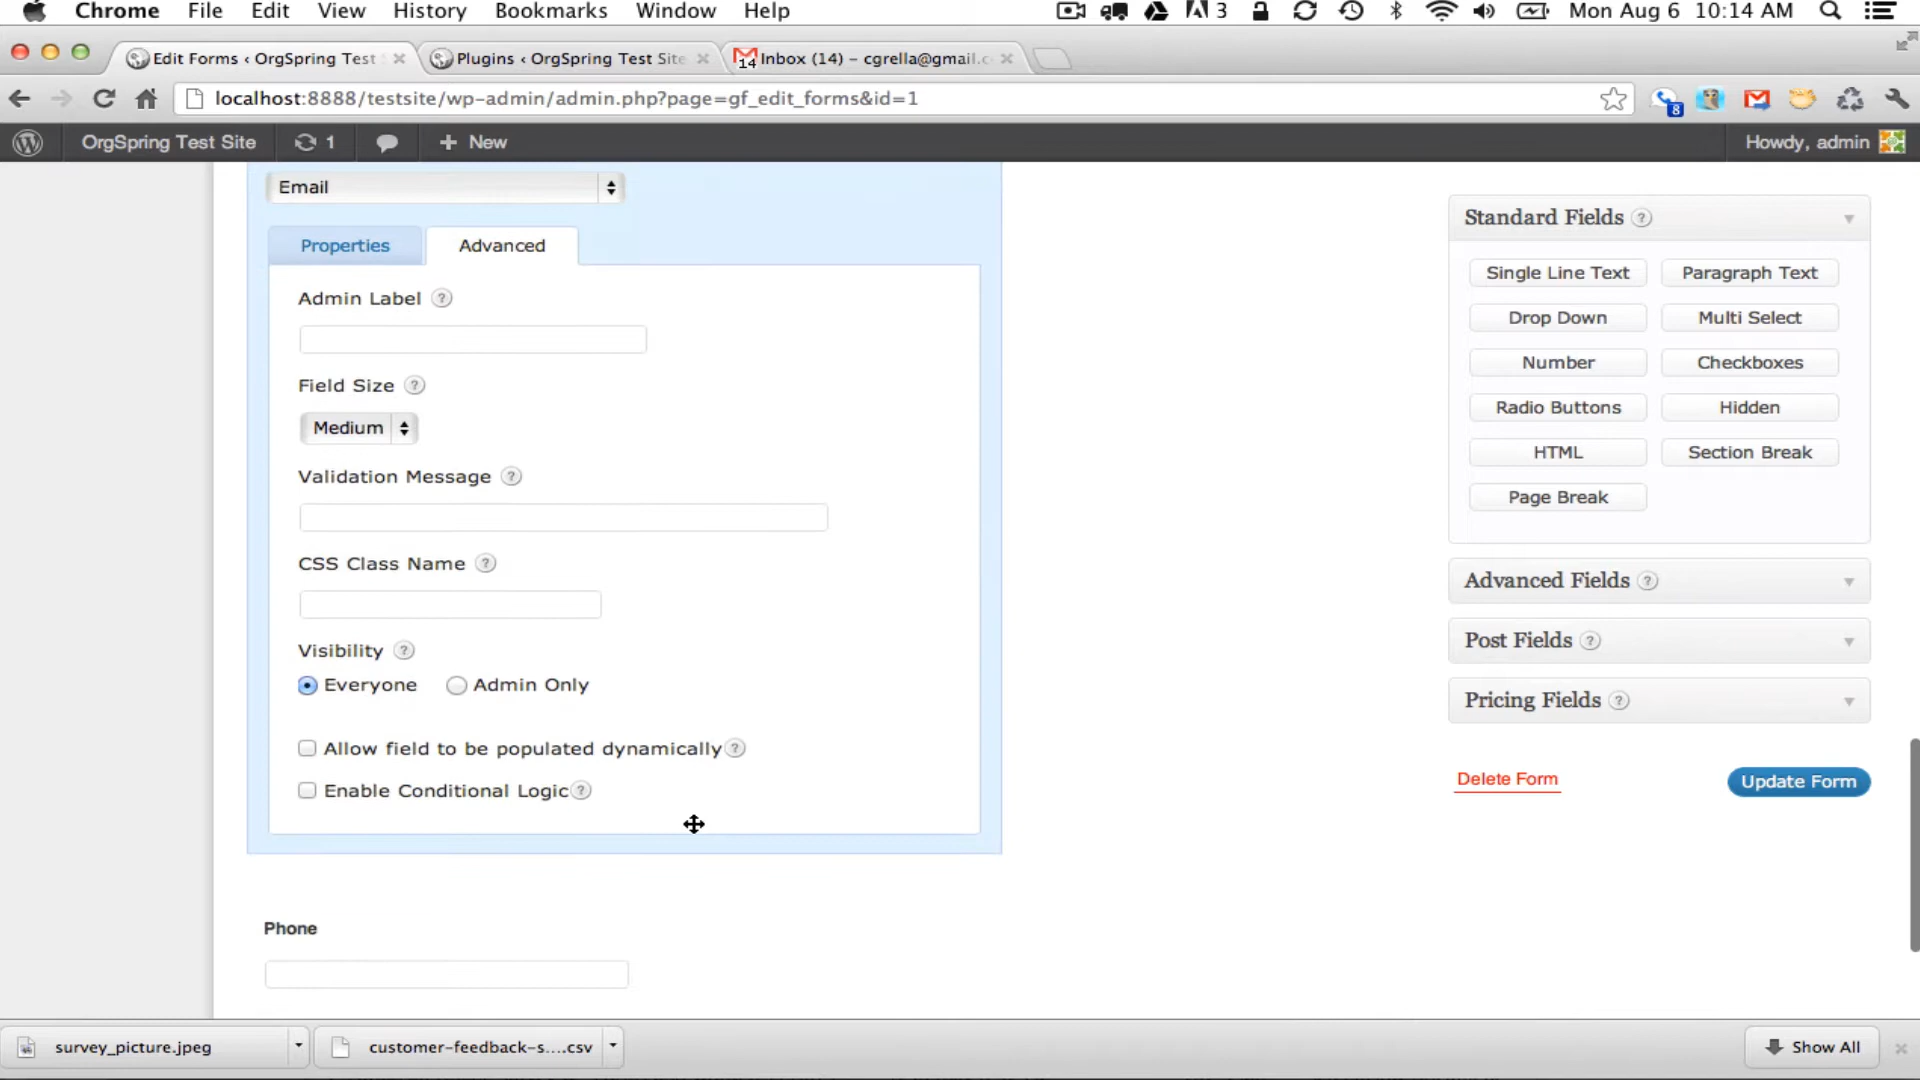 Chrome File Edit View History Bookmarks Window Help 3 Mon Aug 6 10:14 AM
Edit Forms ‹ OrgSpring Test Plugins ‹ OrgSpring Test Site 14 Inbox (14) – cgrella@gmail.c
localhost:8888/testsite/wp-admin/admin.php?page=gf_edit_forms&id=1 8
OrgSpring Test Site 1 + New Howdy, admin
Email
Properties Advanced
Admin Label ?
Field Size ?
Medium
Validation Message ?
CSS Class Name ?
Visibility ?
Everyone Admin Only
Allow field to be populated dynamically ?
Enable Conditional Logic ?
Phone
Standard Fields ?
Single Line Text Paragraph Text
Drop Down Multi Select
Number Checkboxes
Radio Buttons Hidden
HTML Section Break
Page Break
Advanced Fields ?
Post Fields ?
Pricing Fields ?
Delete Form Update Form
survey_picture.jpeg customer-feedback-s....csv Show All